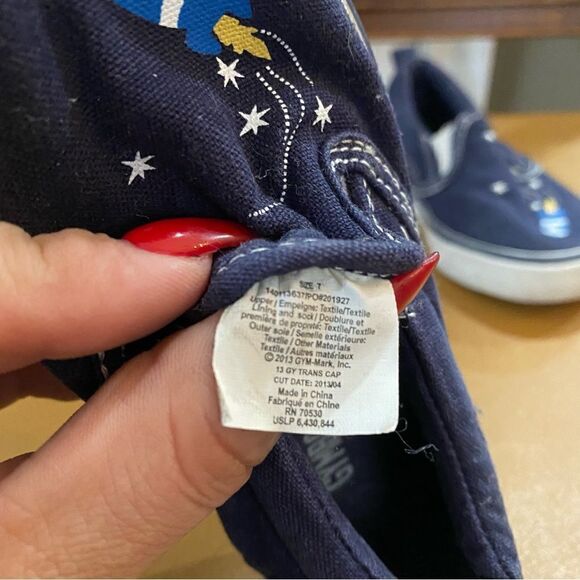 SIZE 7
140113637/PO#201927
Upper / Empeigne: Textile/Textile
Lining and sock / Doublure et
première de propreté: Textile/Textile
Outer sole / Semelle extérieure:
Textile / Other Materials
Textile / Autres matériaux
© 2013 GYM-Mark, Inc.
13 GY TRANS CAP
CUT DATE: 2013/04
Made in China
Fabriqué en Chine
RN 70530
USLP 6,430,844